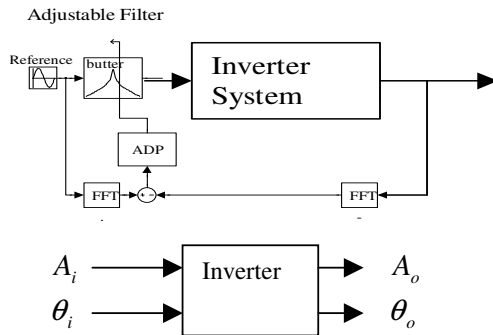 Adjustable Filter
Reference
butter
Inverter
System
ADP
FFT
+ -
FFT
A_i
Inverter
A_o
θ_i
θ_o